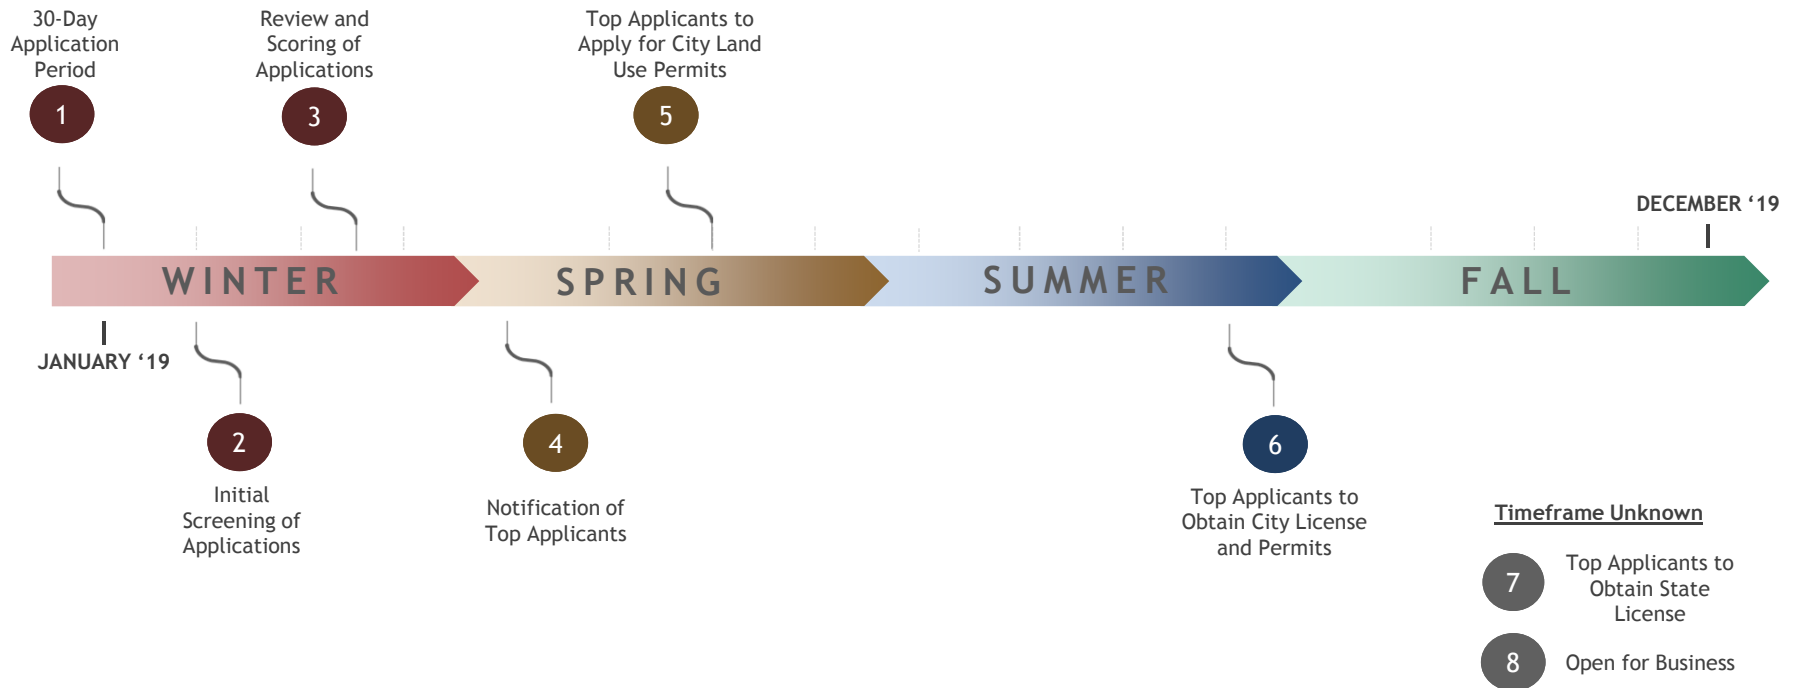 30-Day
Application
Period
1
Review and
Scoring of
Applications
3
Top Applicants to
Apply for City Land
Use Permits
5
DECEMBER ‘19
WINTER
SPRING
SUMMER
FALL
JANUARY ‘19
2
Initial
Screening of
Applications
4
Notification of
Top Applicants
6
Top Applicants to
Obtain City License
and Permits
Timeframe Unknown
7
Top Applicants to
Obtain State
License
8
Open for Business